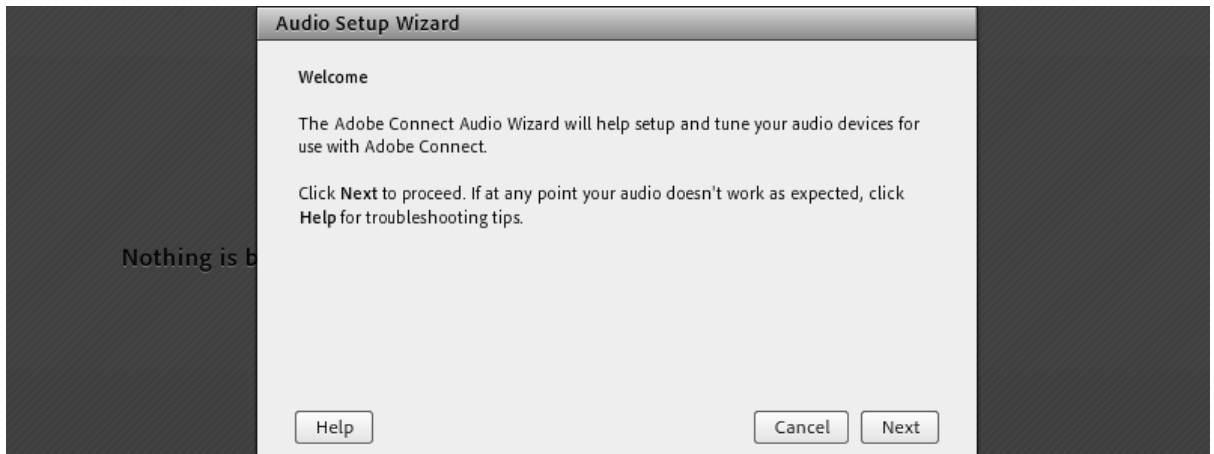 Audio Setup Wizard
Welcome
The Adobe Connect Audio Wizard will help setup and tune your audio devices for
use with Adobe Connect.
Click Next to proceed. If at any point your audio doesn't work as expected, click
Help for troubleshooting tips.
Nothing is b
Help
Cancel
Next